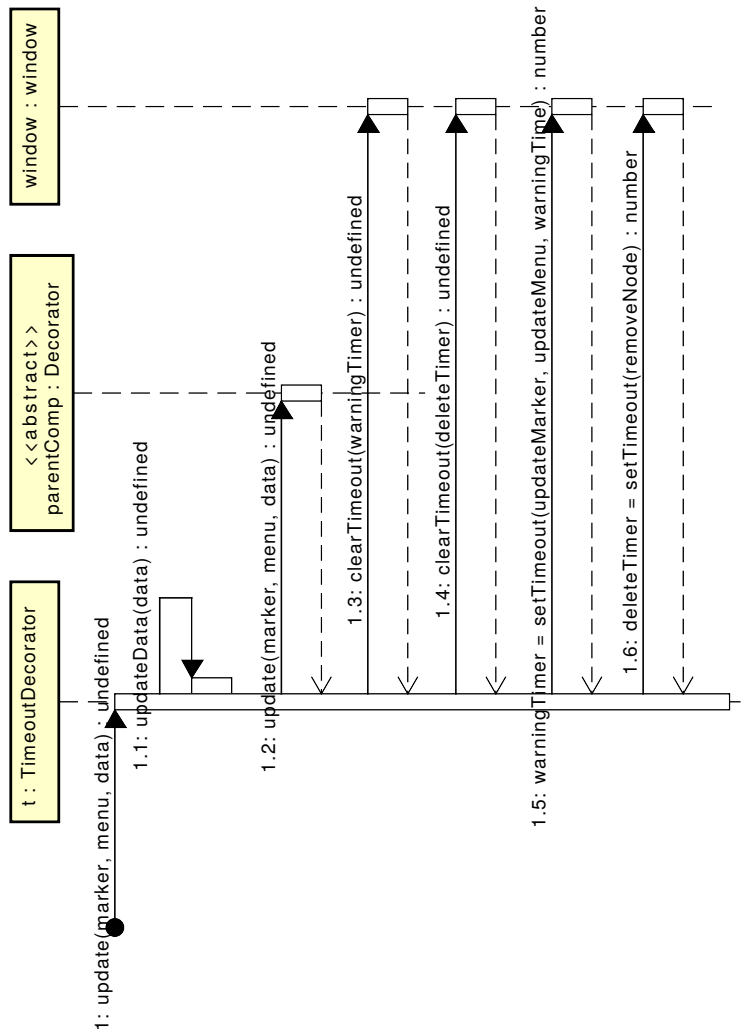 t : TimeoutDecorator
<<abstract>>
parentComp : Decorator
window : window
1: update(marker, menu, data) : undefined
1.1: updateData(data) : undefined
1.2: update(marker, menu, data) : undefined
1.3: clearTimeout(warningTimer) : undefined
1.4: clearTimeout(deleteTimer) : undefined
1.5: warningTimer = setTimeout(updateMarker, updateMenu, warningTime) : number
1.6: deleteTimer = setTimeout(removeNode) : number